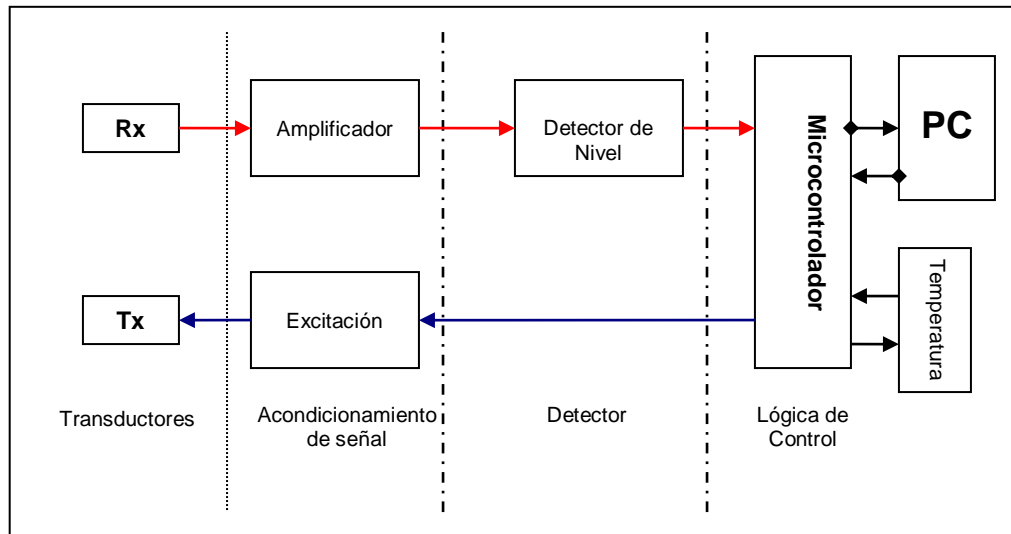 Rx
Amplificador
Detector de
Nivel
Microcontrolador
PC
Tx
Excitación
Temperatura
Transductores
Acondicionamiento
de señal
Detector
Lógica de
Control